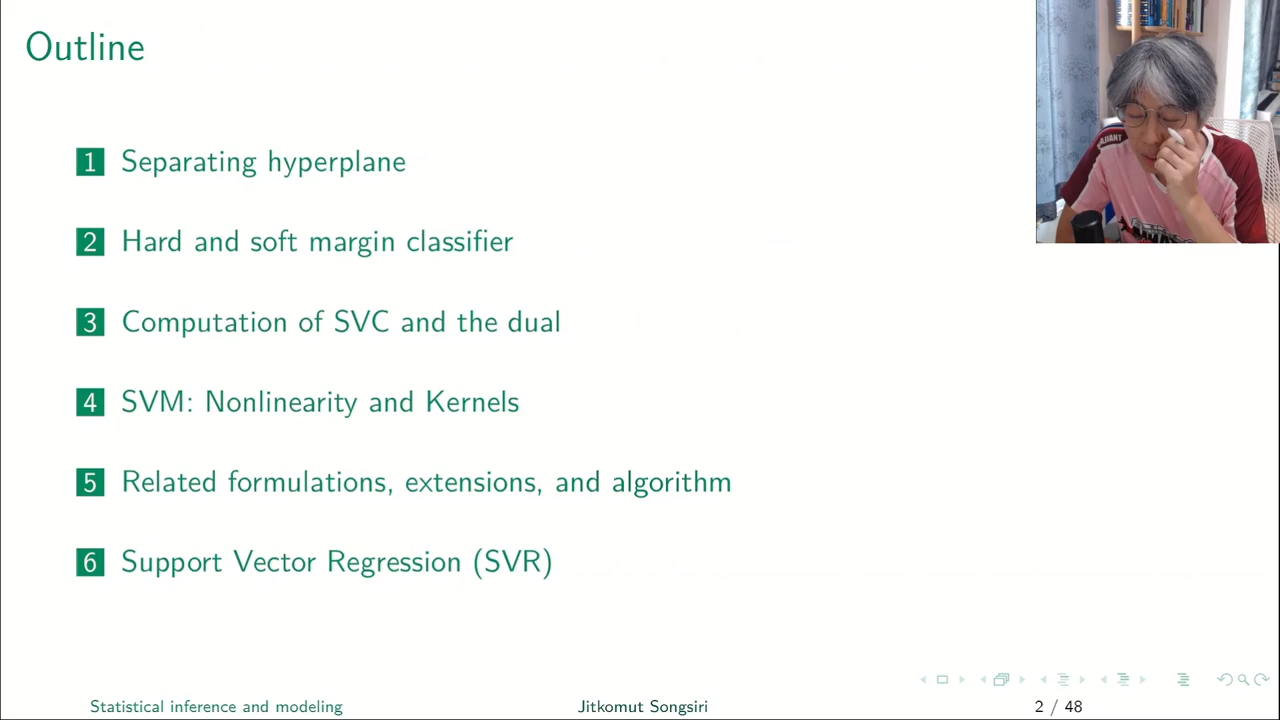 Outline
1 Separating hyperplane
2 Hard and soft margin classifier
3 Computation of SVC and the dual
4 SVM: Nonlinearity and Kernels
5 Related formulations, extensions, and algorithm
6 Support Vector Regression (SVR)
Statistical inference and modeling
Jitkomut Songsiri
2 / 48